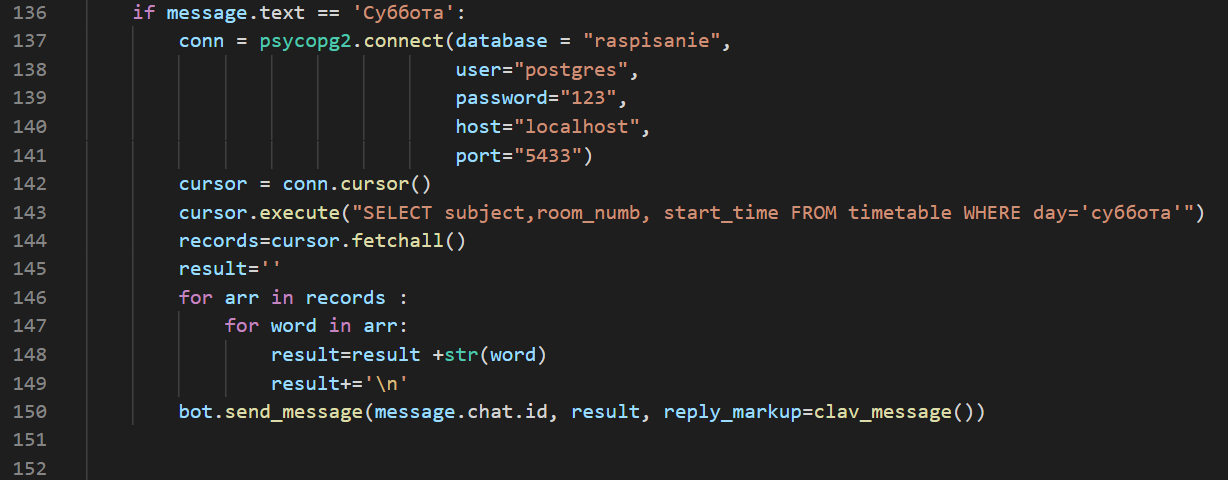 136 if message.text == 'Суббота':
137 conn = psycopg2.connect(database = "raspisanie",
138 user="postgres",
139 password="123",
140 host="localhost",
141 port="5433")
142 cursor = conn.cursor()
143 cursor.execute("SELECT subject,room_numb, start_time FROM timetable WHERE day='суббота'")
144 records=cursor.fetchall()
145 result=''
146 for arr in records :
147 for word in arr:
148 result=result +str(word)
149 result+='\n'
150 bot.send_message(message.chat.id, result, reply_markup=clav_message())
151
152